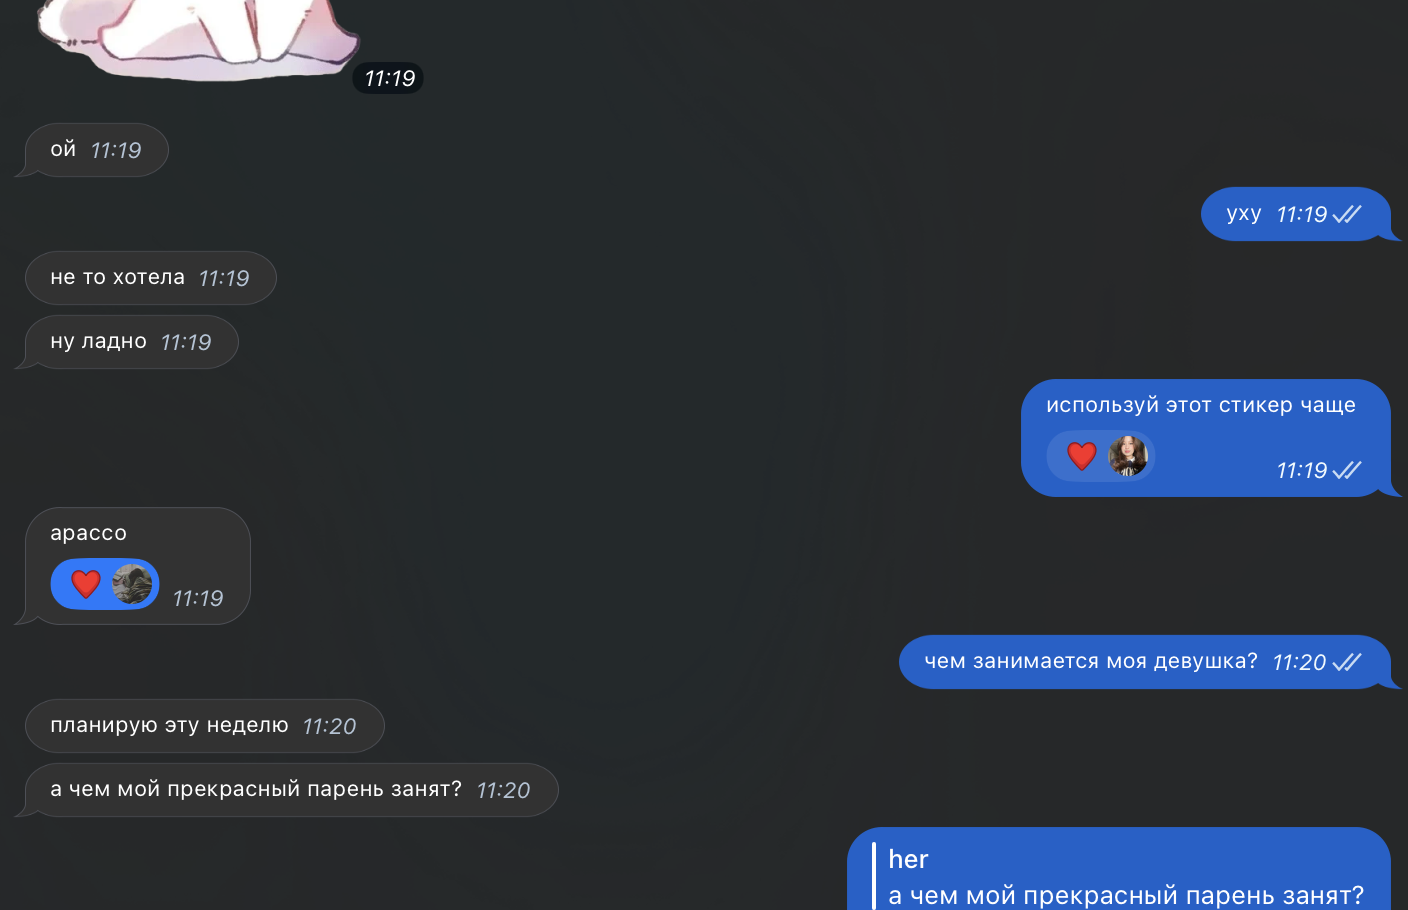 11:19
ой 11:19
уху 11:19
не то хотела 11:19
ну ладно 11:19
используй этот стикер чаще
11:19
арассо
11:19
чем занимается моя девушка? 11:20
планирую эту неделю 11:20
а чем мой прекрасный парень занят? 11:20
her
а чем мой прекрасный парень занят?